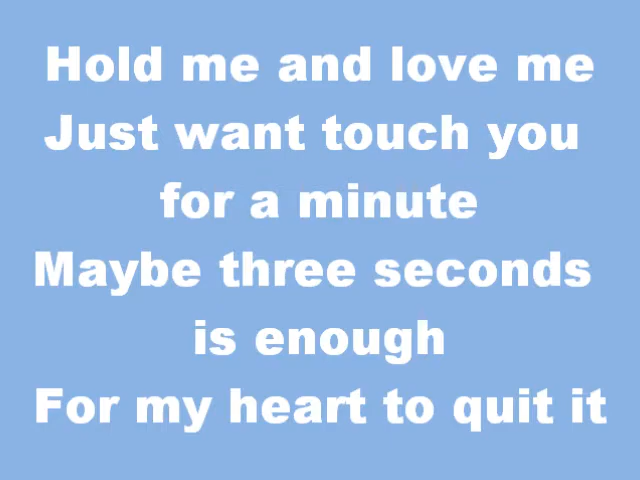 Hold me and love me
Just want touch you
for a minute
Maybe three seconds
is enough
For my heart to quit it